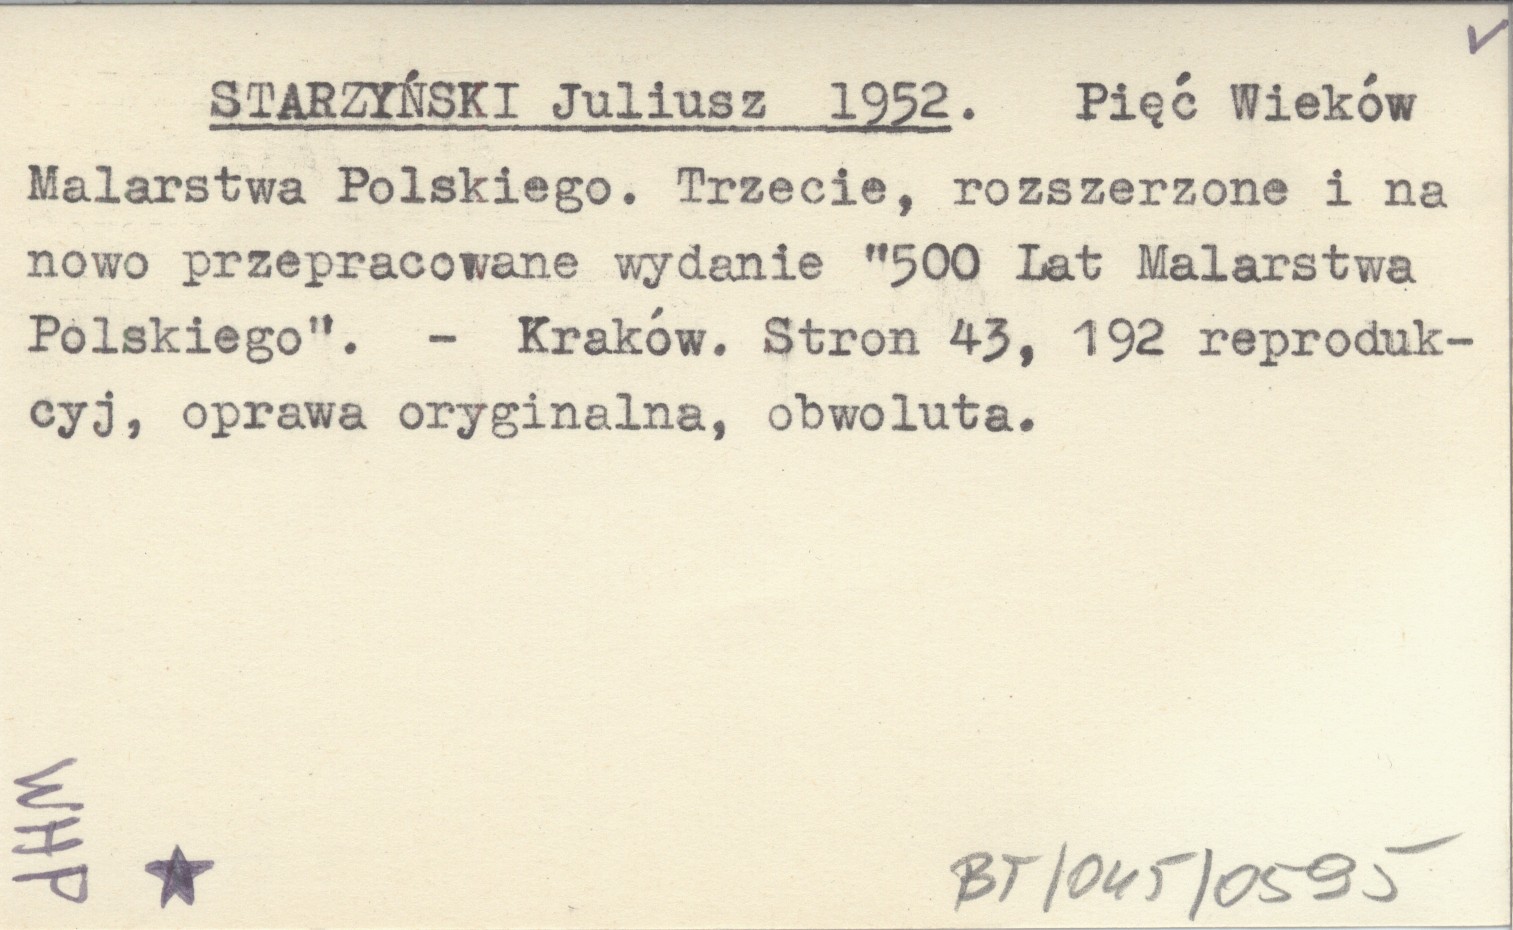 STARZYŃSKI Juliusz 1952. Pięć Wieków
Malarstwa Polskiego. Trzecie, rozszerzone i na
nowo przepracowane wydanie "500 Lat Malarstwa
Polskiego". - Kraków. Stron 43, 192 reproduk-
cyj, oprawa oryginalna, obwoluta.
WHP
BT/045/0595